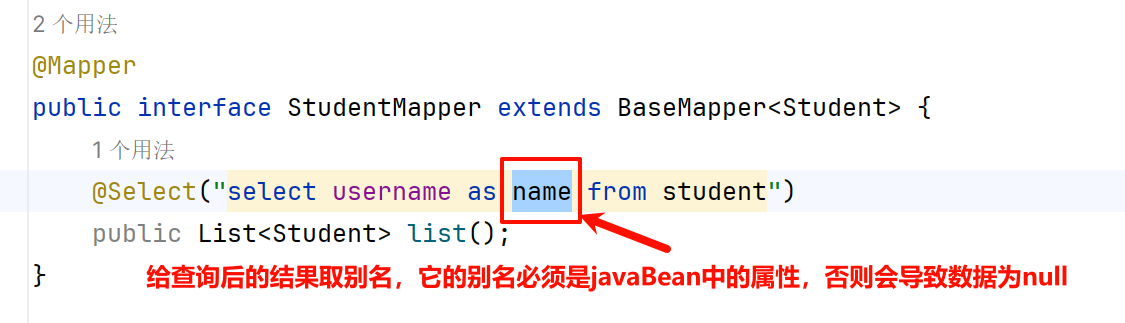 2 个用法
@Mapper
public interface StudentMapper extends BaseMapper<Student> {
1 个用法
@Select("select username as name from student")
public List<Student> list();
}
给查询后的结果取别名，它的别名必须是javaBean中的属性，否则会导致数据为null